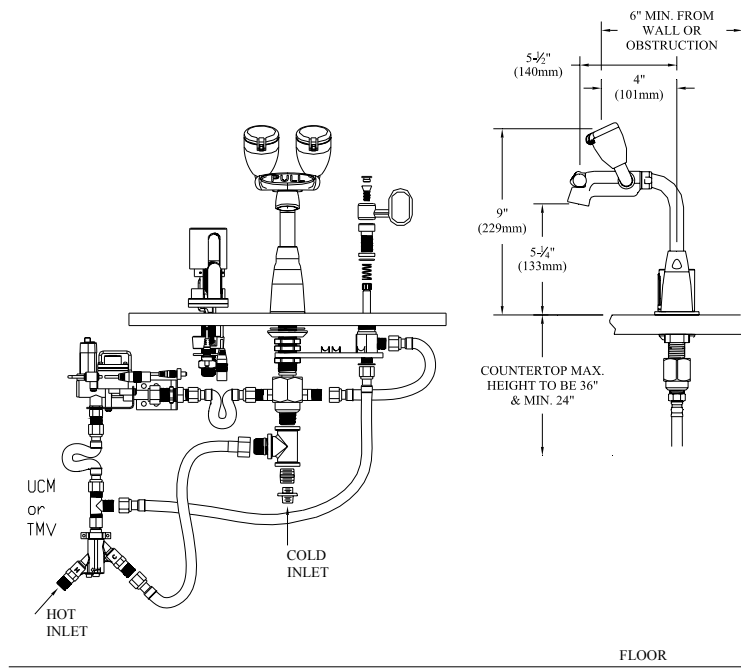 6" MIN. FROM
WALL OR
OBSTRUCTION
5-½"
(140mm)
4"
(101mm)
PULL
9"
(229mm)
5-¼"
(133mm)
MM
M
COUNTERTOP MAX.
HEIGHT TO BE 36"
& MIN. 24"
UCM
or
TMV
H
C
COLD
INLET
HOT
INLET
FLOOR